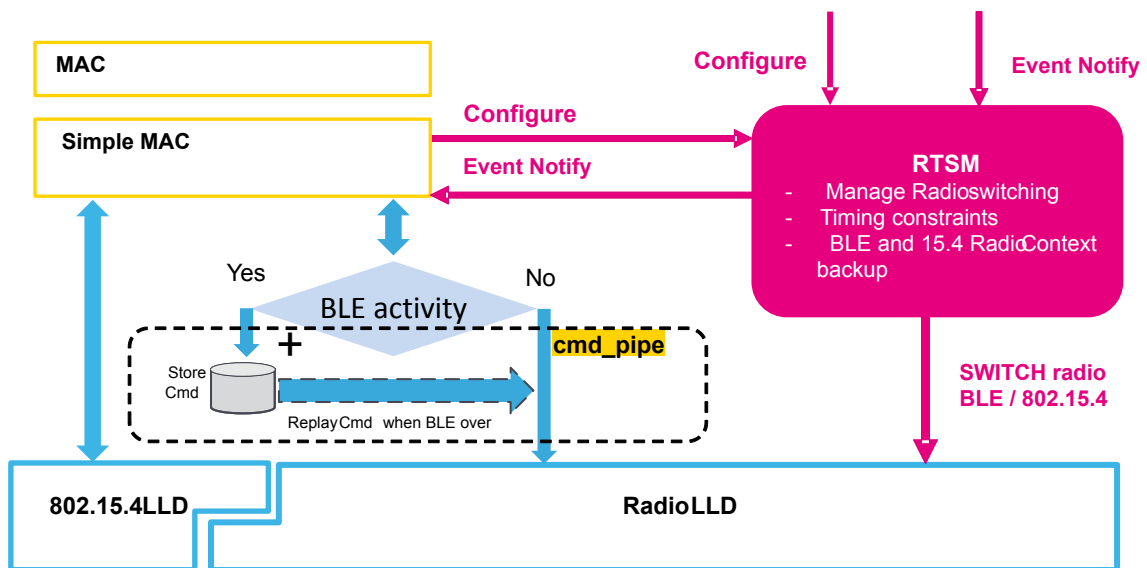 MAC
Configure
Event Notify
Simple MAC
Configure
Event Notify
RTSM
- Manage Radioswitching
- Timing constraints
- BLE and 15.4 RadioContext
backup
Yes
No
BLE activity
+
cmd_pipe
Store
Cmd
ReplayCmd when BLE over
SWITCH radio
BLE / 802.15.4
802.15.4LLD
RadioLLD